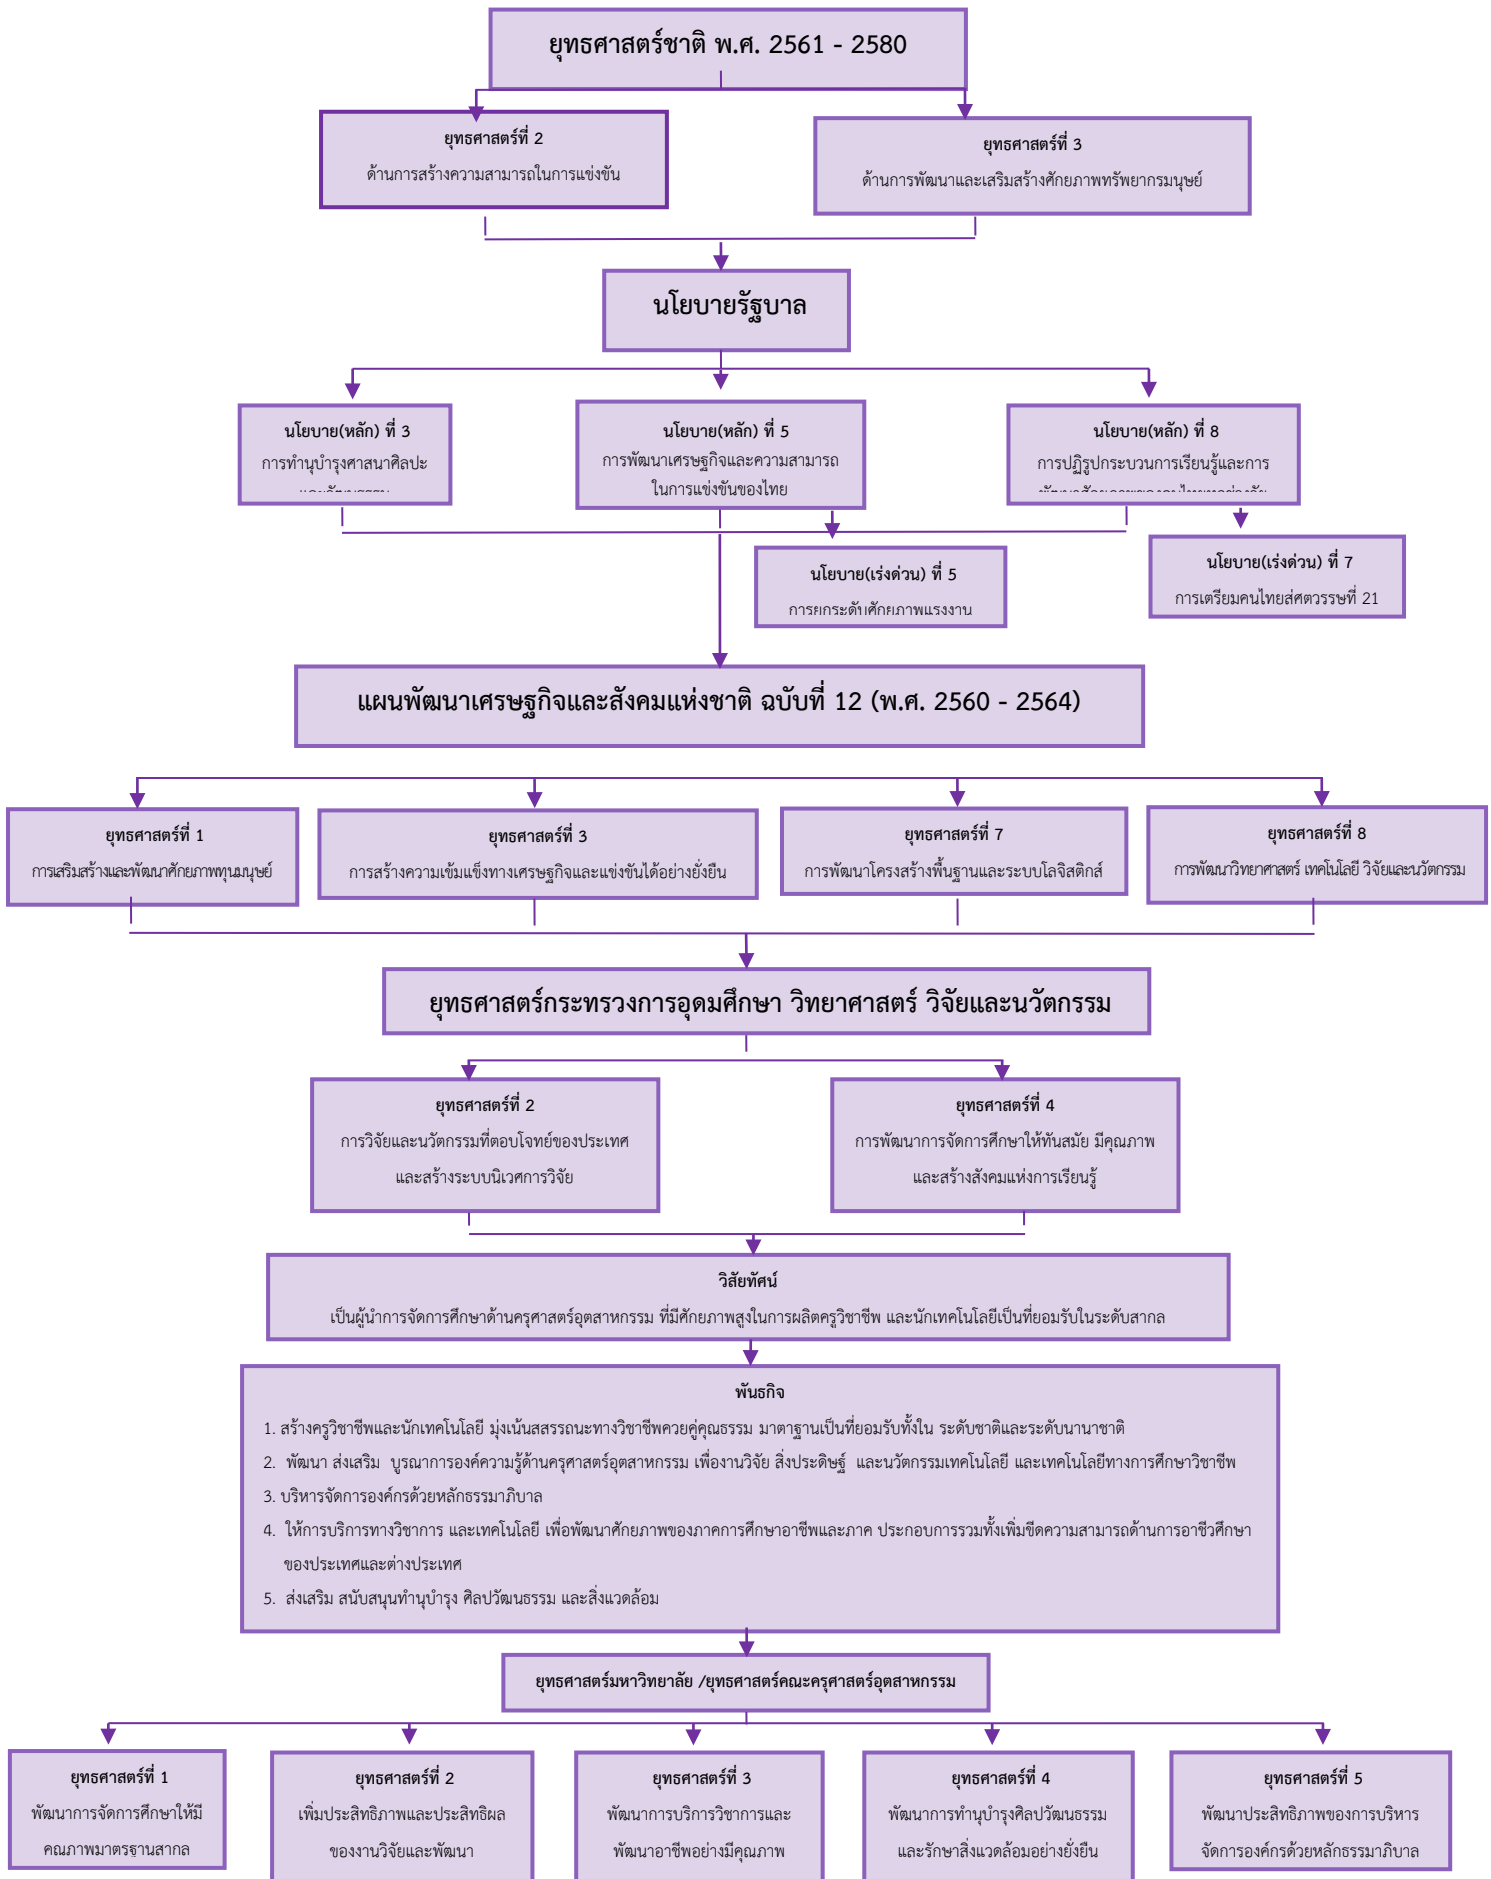 ยุทธศาสตร์ชาติ พ.ศ. 2561 - 2580
ยุทธศาสตร์ที่ 2
ด้านการสร้างความสามารถในการแข่งขัน
ยุทธศาสตร์ที่ 3
ด้านการพัฒนาและเสริมสร้างศักยภาพทรัพยากรมนุษย์
นโยบายรัฐบาล
นโยบาย(หลัก) ที่ 3
การทำนุบำรุงศาสนาศิลปะ
นโยบาย(หลัก) ที่ 5
การพัฒนาเศรษฐกิจและความสามารถ
ในการแข่งขันของไทย
นโยบาย(หลัก) ที่ 8
การปฏิรูปกระบวนการเรียนรู้และการ
นโยบาย(เร่งด่วน) ที่ 5
การยกระดับศักยภาพแรงงาน
นโยบาย(เร่งด่วน) ที่ 7
การเตรียมคนไทยสู่ศตวรรษที่ 21
แผนพัฒนาเศรษฐกิจและสังคมแห่งชาติ ฉบับที่ 12 (พ.ศ. 2560 - 2564)
ยุทธศาสตร์ที่ 1
การเสริมสร้างและพัฒนาศักยภาพทุนมนุษย์
ยุทธศาสตร์ที่ 3
การสร้างความเข้มแข็งทางเศรษฐกิจและแข่งขันได้อย่างยั่งยืน
ยุทธศาสตร์ที่ 7
การพัฒนาโครงสร้างพื้นฐานและระบบโลจิสติกส์
ยุทธศาสตร์ที่ 8
การพัฒนาวิทยาศาสตร์ เทคโนโลยี วิจัยและนวัตกรรม
ยุทธศาสตร์กระทรวงการอุดมศึกษา วิทยาศาสตร์ วิจัยและนวัตกรรม
ยุทธศาสตร์ที่ 2
การวิจัยและนวัตกรรมที่ตอบโจทย์ของประเทศ
และสร้างระบบนิเวศการวิจัย
ยุทธศาสตร์ที่ 4
การพัฒนาการจัดการศึกษาให้ทันสมัย มีคุณภาพ
และสร้างสังคมแห่งการเรียนรู้
วิสัยทัศน์
เป็นผู้นำการจัดการศึกษาด้านครุศาสตร์อุตสาหกรรม ที่มีศักยภาพสูงในการผลิตครูวิชาชีพ และนักเทคโนโลยีเป็นที่ยอมรับในระดับสากล
พันธกิจ
1. สร้างครูวิชาชีพและนักเทคโนโลยี มุ่งเน้นสสรรถนะทางวิชาชีพควยคู่คุณธรรม มาตาฐานเป็นที่ยอมรับทั้งใน ระดับชาติและระดับนานาชาติ
2. พัฒนา ส่งเสริม บูรณาการองค์ความรู้ด้านครุศาสตร์อุตสาหกรรม เพื่องานวิจัย สิ่งประดิษฐ์ และนวัตกรรมเทคโนโลยี และเทคโนโลยีทางการศึกษาวิชาชีพ
3. บริหารจัดการองค์กรด้วยหลักธรรมาภิบาล
4. ให้การบริการทางวิชาการ และเทคโนโลยี เพื่อพัฒนาศักยภาพของภาคการศึกษาอาชีพและภาค ประกอบการรวมทั้งเพิ่มขีดความสามารถด้านการอาชีวศึกษา
ของประเทศและต่างประเทศ
5. ส่งเสริม สนับสนุนทำนุบำรุง ศิลปวัฒนธรรม และสิ่งแวดล้อม
ยุทธศาสตร์มหาวิทยาลัย /ยุทธศาสตร์คณะครุศาสตร์อุตสาหกรรม
ยุทธศาสตร์ที่ 1
พัฒนาการจัดการศึกษาให้มี
คุณภาพมาตรฐานสากล
ยุทธศาสตร์ที่ 2
เพิ่มประสิทธิภาพและประสิทธิผล
ของงานวิจัยและพัฒนา
ยุทธศาสตร์ที่ 3
พัฒนาการบริการวิชาการและ
พัฒนาอาชีพอย่างมีคุณภาพ
ยุทธศาสตร์ที่ 4
พัฒนาการทำนุบำรุงศิลปวัฒนธรรม
และรักษาสิ่งแวดล้อมอย่างยั่งยืน
ยุทธศาสตร์ที่ 5
พัฒนาประสิทธิภาพของการบริหาร
จัดการองค์กรด้วยหลักธรรมาภิบาล